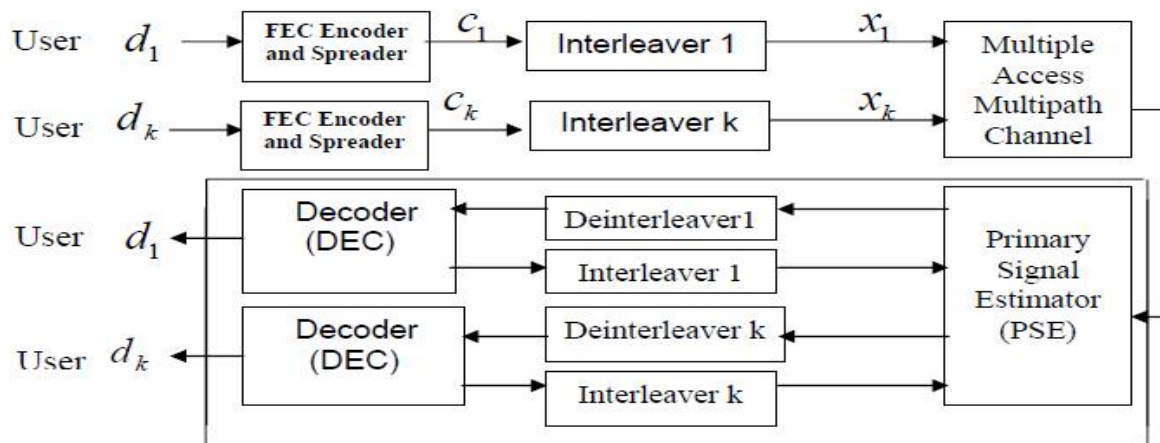 User d₁ FEC Encoder and Spreader c₁ Interleaver 1 x₁ Multiple Access Multipath Channel
User dₖ FEC Encoder and Spreader cₖ Interleaver k xₖ
User d₁ Decoder (DEC) Deinterleaver1 Primary Signal Estimator (PSE)
Interleaver 1
User dₖ Decoder (DEC) Deinterleaver k
Interleaver k